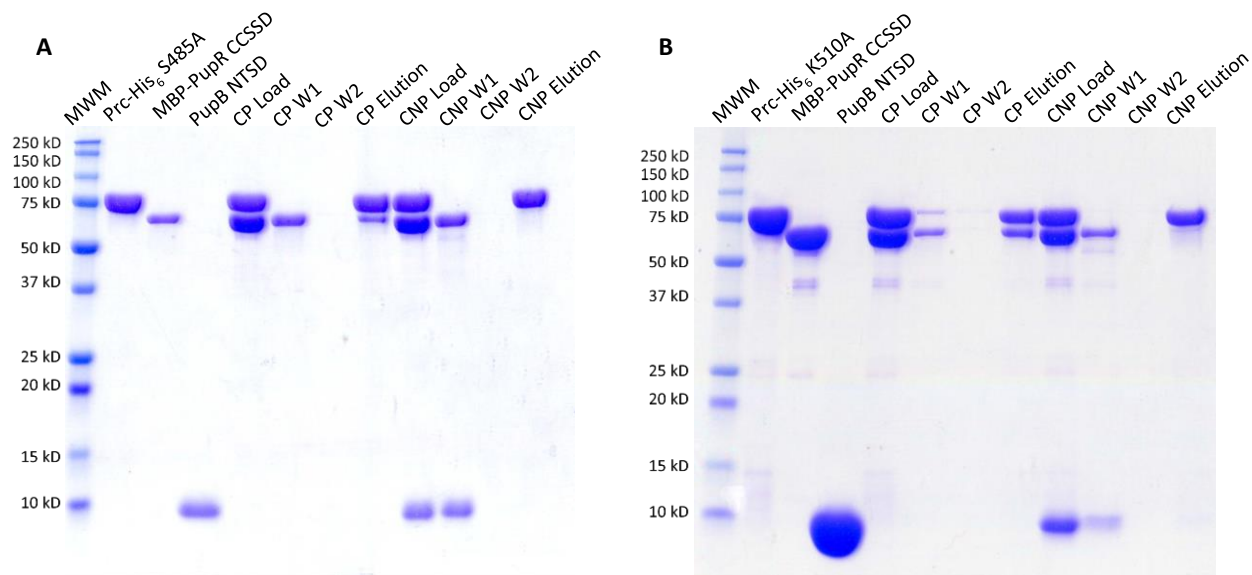 A
MWM
Prc-His6 S485A
MBP-PupR CCSSD
PupB NTSD
CP Load
CP W1
CP W2
CP Elution
CNP Load
CNP W1
CNP W2
CNP Elution
250 kD
150 kD
100 kD
75 kD
50 kD
37 kD
25 kD
20 kD
15 kD
10 kD
B
MWM
Prc-His6 K510A
MBP-PupR CCSSD
PupB NTSD
CP Load
CP W1
CP W2
CP Elution
CNP Load
CNP W1
CNP W2
CNP Elution
250 kD
150 kD
100 kD
75 kD
50 kD
37 kD
25 kD
20 kD
15 kD
10 kD